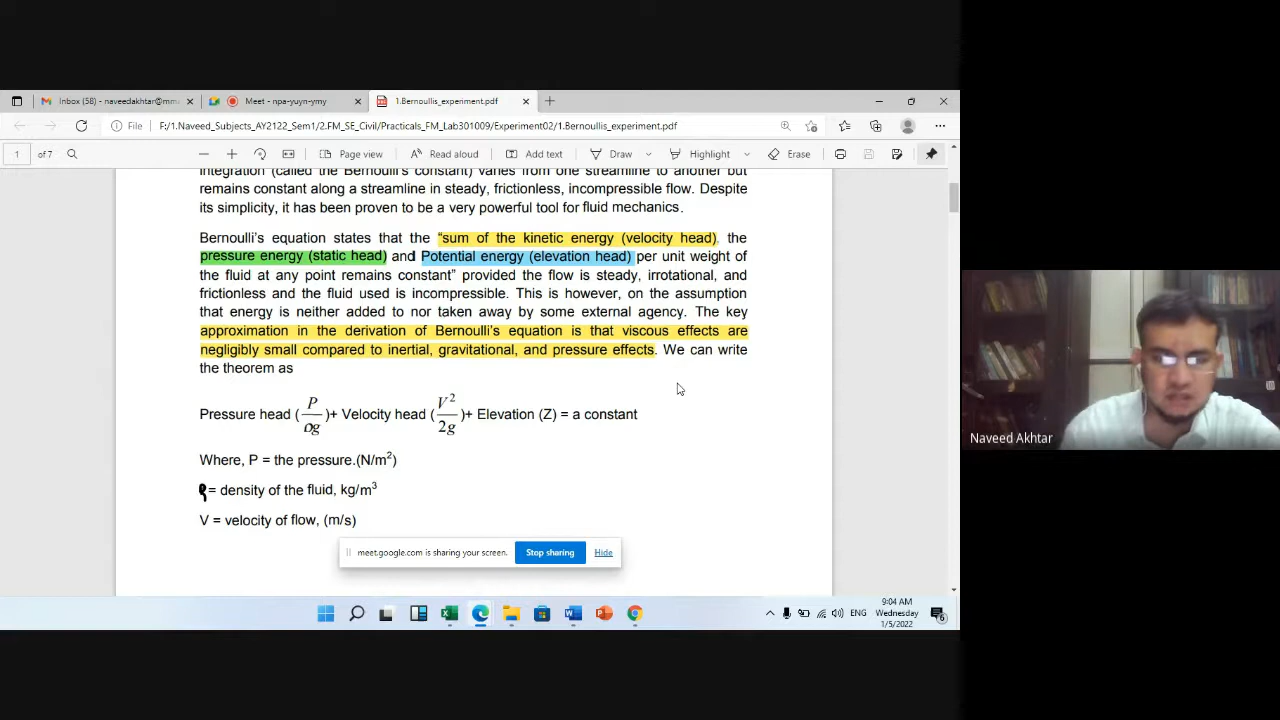 Inbox (58) - naveedakhtar@mm
Meet - npa-yuyn-ymy
1.Bernoullis_experiment.pdf
File
F:/1.Naveed_Subjects_AY2122_Sem1/2.FM_SE_Civil/Practicals_FM_Lab301009/Experiment02/1.Bernoullis_experiment.pdf
1 of 7
Page view
Read aloud
Add text
Draw
Highlight
Erase
integration (called the Bernoulli's constant) varies from one streamline to another but
remains constant along a streamline in steady, frictionless, incompressible flow. Despite
its simplicity, it has been proven to be a very powerful tool for fluid mechanics.
Bernoulli's equation states that the "sum of the kinetic energy (velocity head), the
pressure energy (static head) and Potential energy (elevation head) per unit weight of
the fluid at any point remains constant" provided the flow is steady, irrotational, and
frictionless and the fluid used is incompressible. This is however, on the assumption
that energy is neither added to nor taken away by some external agency. The key
approximation in the derivation of Bernoulli's equation is that viscous effects are
negligibly small compared to inertial, gravitational, and pressure effects. We can write
the theorem as
Pressure head (P/ρg)+ Velocity head (V²/2g)+ Elevation (Z) = a constant
Where, P = the pressure.(N/m²)
ρ= density of the fluid, kg/m³
V = velocity of flow, (m/s)
meet.google.com is sharing your screen.
Stop sharing
Hide
Naveed Akhtar
ENG
9:04 AM
Wednesday
1/5/2022
6